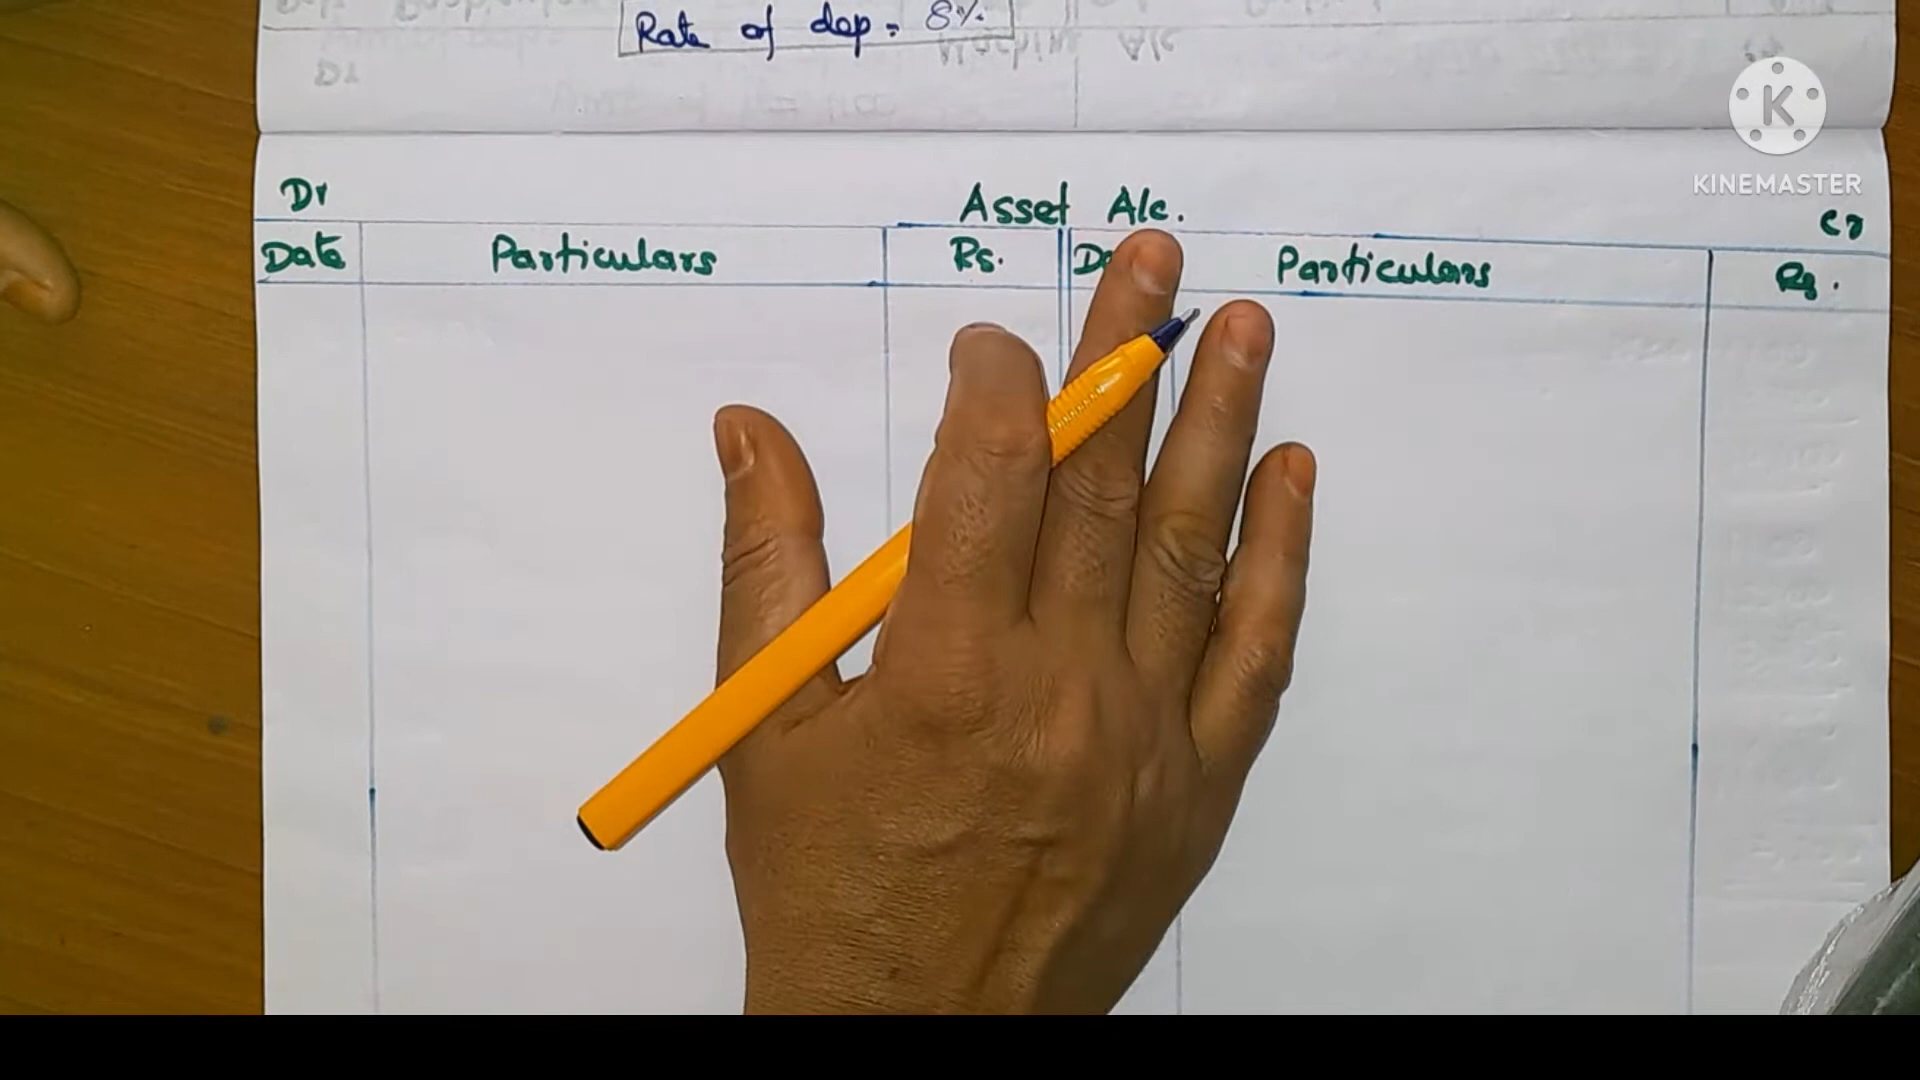 Rate of dep = 8%
K
KINEMASTER
Dr Asset A/c. Cr
Date Particulars Rs. Particulars Rs.